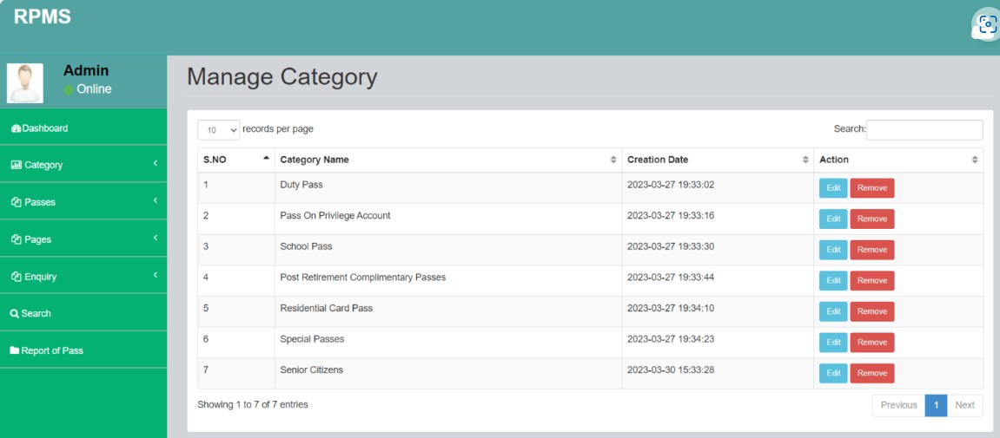 RPMS
Admin
Online
Dashboard
Category
Passes
Pages
Enquiry
Search
Report of Pass
Manage Category
10 records per page Search:
S.NO Category Name Creation Date Action
1 Duty Pass 2023-03-27 19:33:02 Edit Remove
2 Pass On Privilege Account 2023-03-27 19:33:16 Edit Remove
3 School Pass 2023-03-27 19:33:30 Edit Remove
4 Post Retirement Complimentary Passes 2023-03-27 19:33:44 Edit Remove
5 Residential Card Pass 2023-03-27 19:34:10 Edit Remove
6 Special Passes 2023-03-27 19:34:23 Edit Remove
7 Senior Citizens 2023-03-30 15:33:28 Edit Remove
Showing 1 to 7 of 7 entries Previous 1 Next